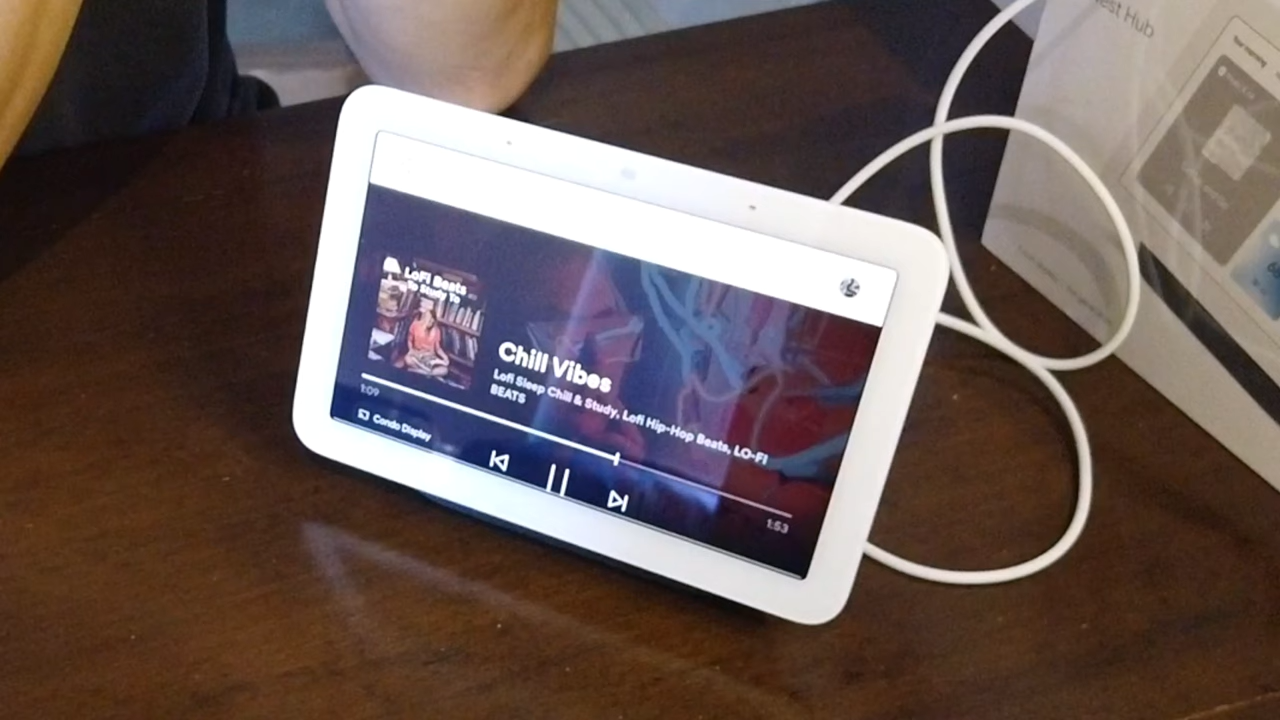 LoFi Beats
To Study To
Chill Vibes
Lofi Sleep Chill & Study, Lofi Hip-Hop Beats, LO-FI
BEATS
1:09
1:53
Condo Display
Nest Hub